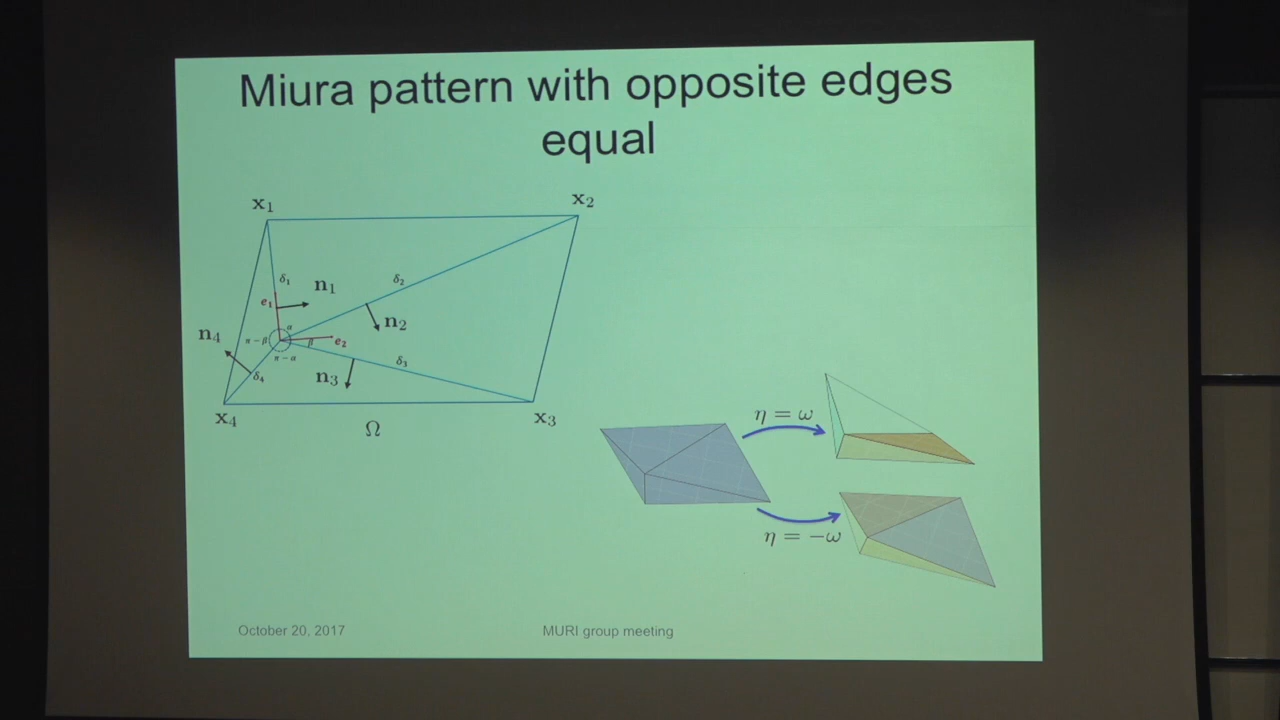 Miura pattern with opposite edges
equal
x₁
x₂
δ₁
n₁
δ₂
e₁
n₄
α
n₂
π − β
β
e₂
π − α
δ₃
δ₄
n₃
x₄
x₃
Ω
η = ω
η = −ω
October 20, 2017
MURI group meeting